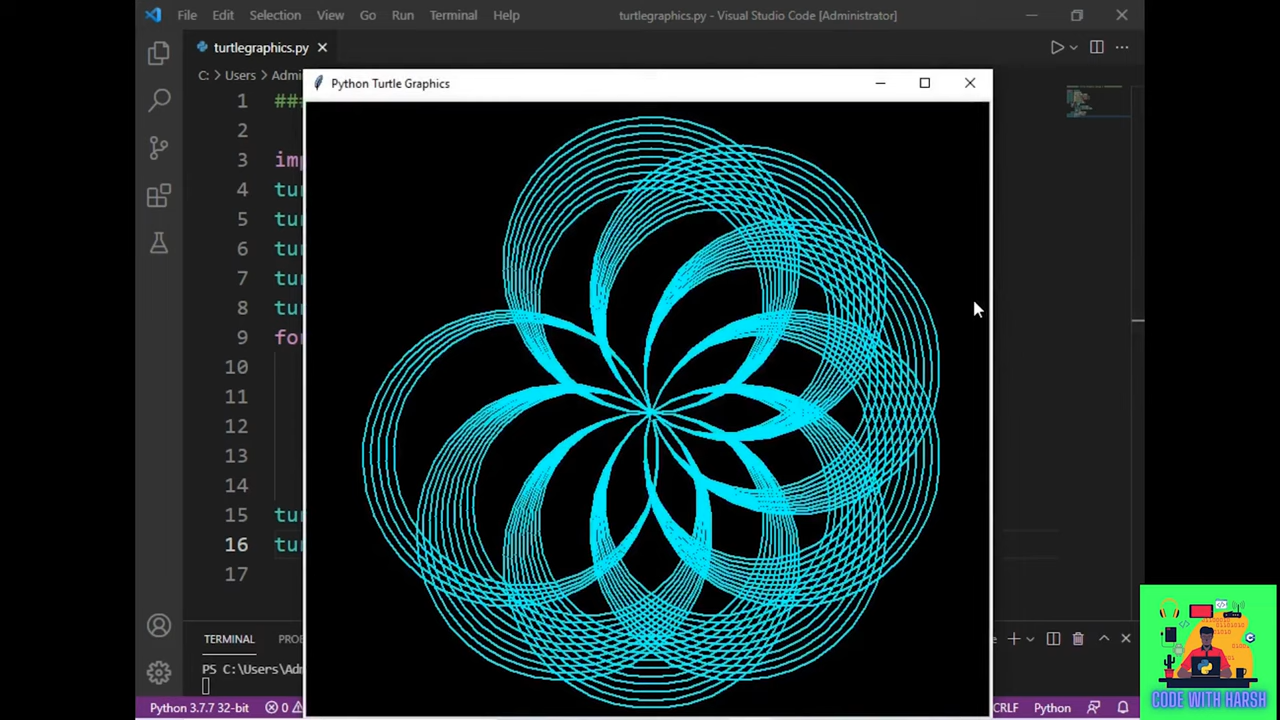 File Edit Selection View Go Run Terminal Help turtlegraphics.py - Visual Studio Code [Administrator]
turtlegraphics.py
C: > Users > Admi
Python Turtle Graphics
1 ###
2
3 imp
4 tur
5 tur
6 tur
7 tur
8 tur
9 for
10
11
12
13
14
15 tur
16 tur
17
TERMINAL PROB
PS C:\Users\Adm
Python 3.7.7 32-bit 0 CRLF Python
CODE WITH HARSH